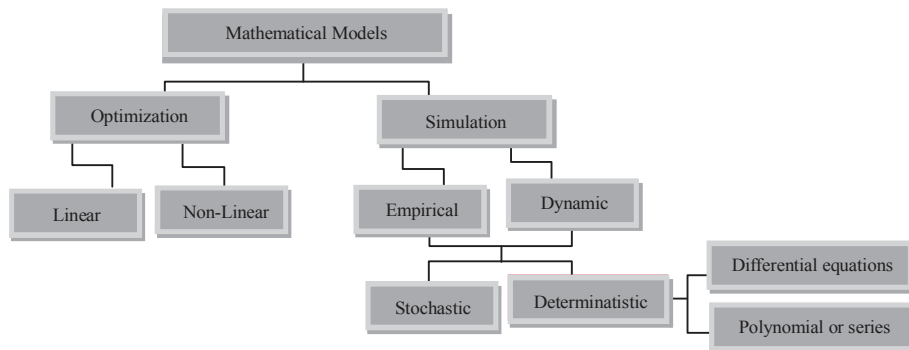 Mathematical Models
Optimization
Simulation
Linear
Non-Linear
Empirical
Dynamic
Stochastic
Determinatistic
Differential equations
Polynomial or series